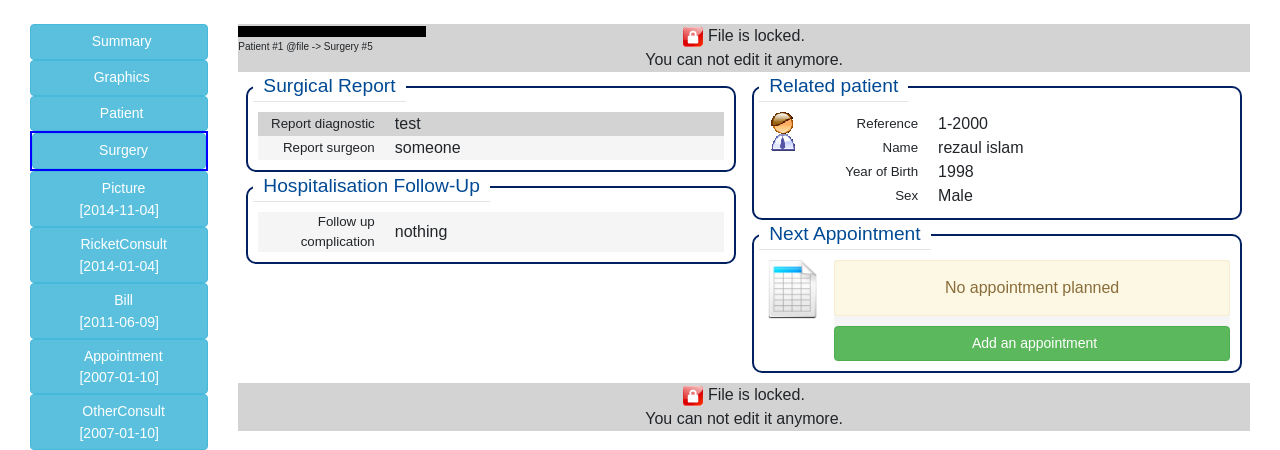 Summary
Graphics
Patient
Surgery
Picture
[2014-11-04]
RicketConsult
[2014-01-04]
Bill
[2011-06-09]
Appointment
[2007-01-10]
OtherConsult
[2007-01-10]
Patient #1 @file -> Surgery #5
File is locked.
You can not edit it anymore.
Surgical Report
Report diagnostic test
Report surgeon someone
Hospitalisation Follow-Up
Follow up
complication nothing
Related patient
Reference 1-2000
Name rezaul islam
Year of Birth 1998
Sex Male
Next Appointment
No appointment planned
Add an appointment
File is locked.
You can not edit it anymore.